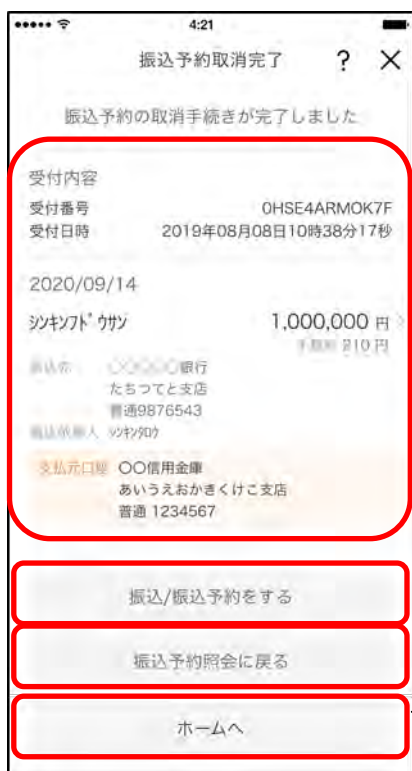 4:21
振込予約取消完了 ? ×
振込予約の取消手続きが完了しました
受付内容
受付番号 0HSE4ARMOK7F
受付日時 2019年08月08日10時38分17秒
2020/09/14
ｼﾝｷﾝﾌﾄﾞｳｻﾝ 1,000,000 円
手数料 210 円
振込先 〇〇〇〇〇銀行
たちつてと支店
普通9876543
振込依頼人 ｼﾝｷﾝﾀﾛｳ
支払元口座 〇〇信用金庫
あいうえおかきくけこ支店
普通 1234567
振込/振込予約をする
振込予約照会に戻る
ホームへ